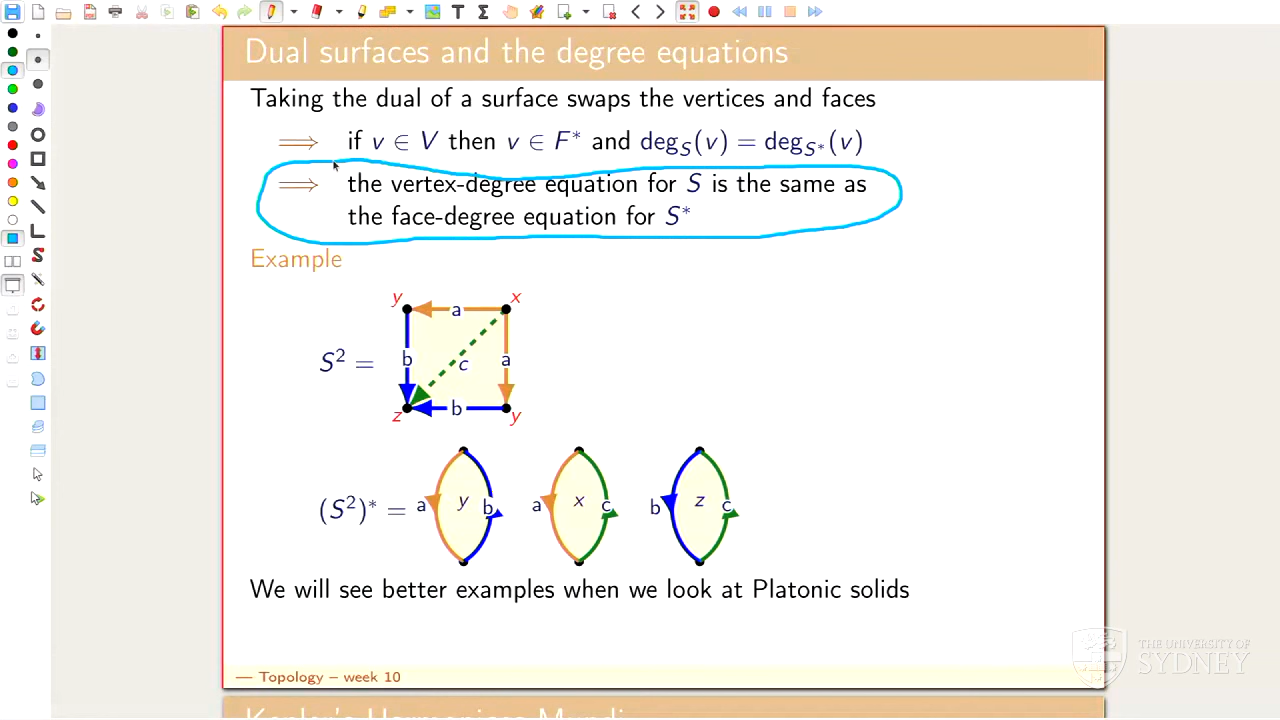 Dual surfaces and the degree equations
Taking the dual of a surface swaps the vertices and faces
⟹ if v ∈ V then v ∈ F* and deg_S(v) = deg_S*(v)
⟹ the vertex-degree equation for S is the same as
the face-degree equation for S*
Example
y a x
S² = b c a
z b y
(S²)* = a y b a x c b z c
We will see better examples when we look at Platonic solids
THE UNIVERSITY OF
SYDNEY
— Topology – week 10